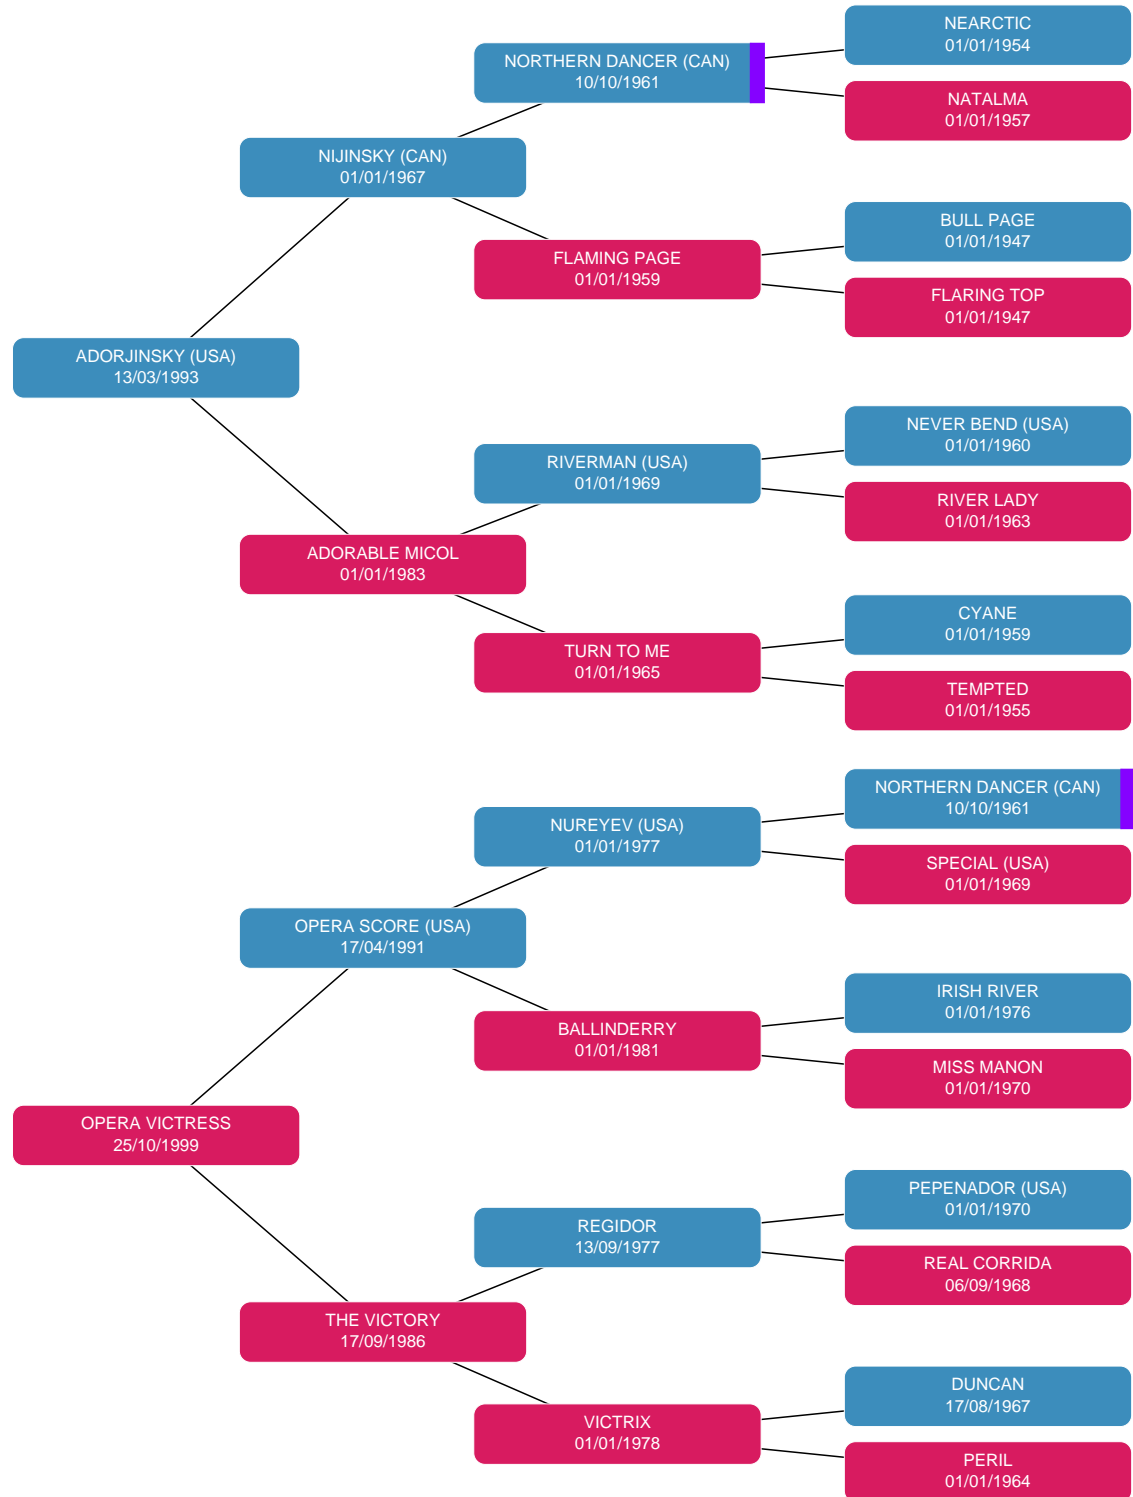 NEARCTIC
01/01/1954
NORTHERN DANCER (CAN)
10/10/1961
NATALMA
01/01/1957
NIJINSKY (CAN)
01/01/1967
BULL PAGE
01/01/1947
FLAMING PAGE
01/01/1959
FLARING TOP
01/01/1947
ADORJINSKY (USA)
13/03/1993
NEVER BEND (USA)
01/01/1960
RIVERMAN (USA)
01/01/1969
RIVER LADY
01/01/1963
ADORABLE MICOL
01/01/1983
CYANE
01/01/1959
TURN TO ME
01/01/1965
TEMPTED
01/01/1955
NORTHERN DANCER (CAN)
10/10/1961
NUREYEV (USA)
01/01/1977
SPECIAL (USA)
01/01/1969
OPERA SCORE (USA)
17/04/1991
IRISH RIVER
01/01/1976
BALLINDERRY
01/01/1981
MISS MANON
01/01/1970
OPERA VICTRESS
25/10/1999
PEPENADOR (USA)
01/01/1970
REGIDOR
13/09/1977
REAL CORRIDA
06/09/1968
THE VICTORY
17/09/1986
DUNCAN
17/08/1967
VICTRIX
01/01/1978
PERIL
01/01/1964